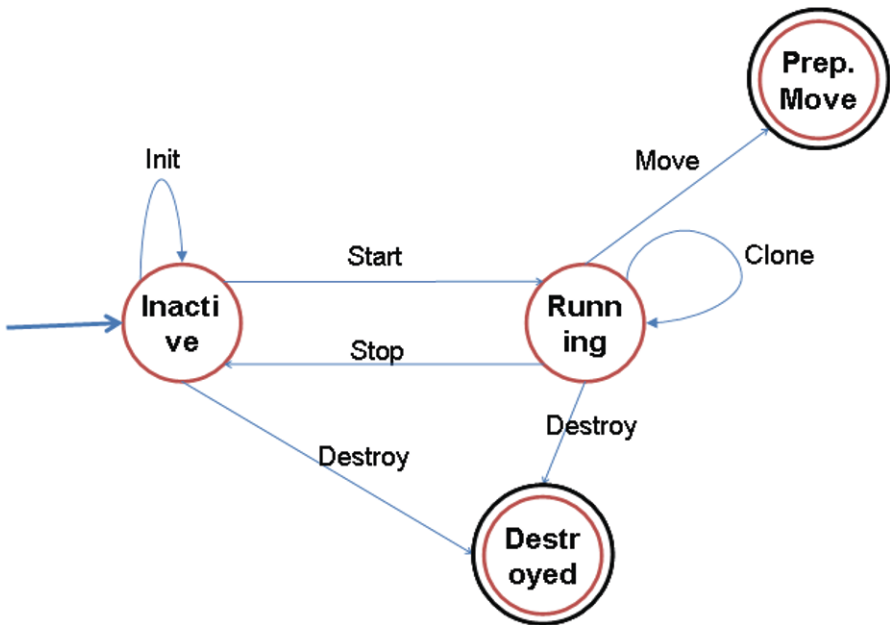 Prep.
Move
Init
Move
Start
Clone
Inacti
ve
Runn
ing
Stop
Destroy
Destroy
Destr
oyed